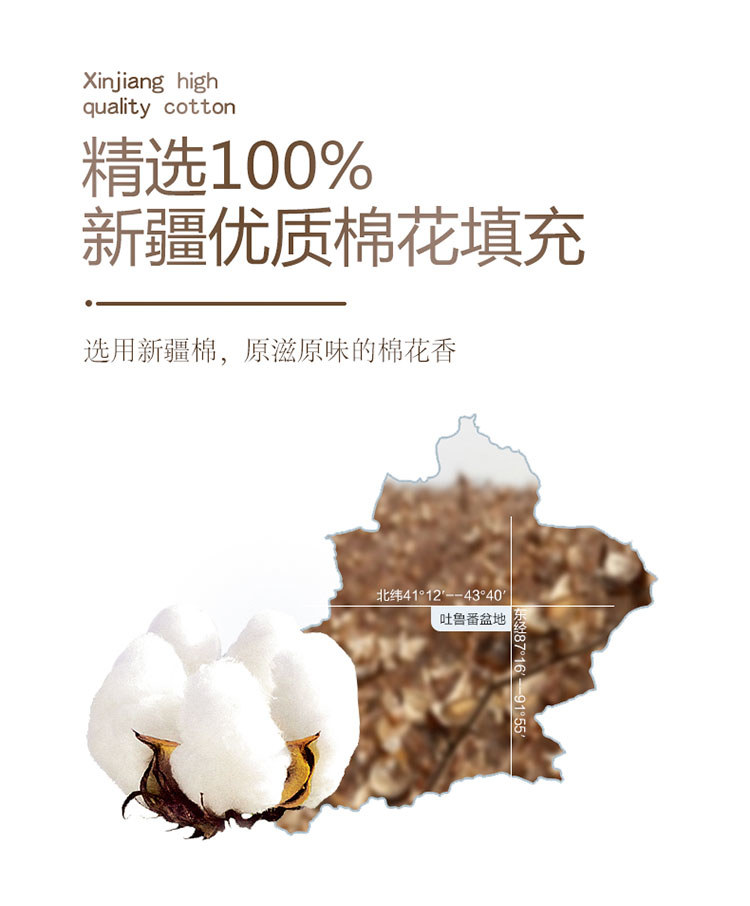 Xinjiang high
quality cotton
精选100%
新疆优质棉花填充
选用新疆棉，原滋原味的棉花香
北纬41°12′--43°40′
吐鲁番盆地
东经87°16′—91°55′